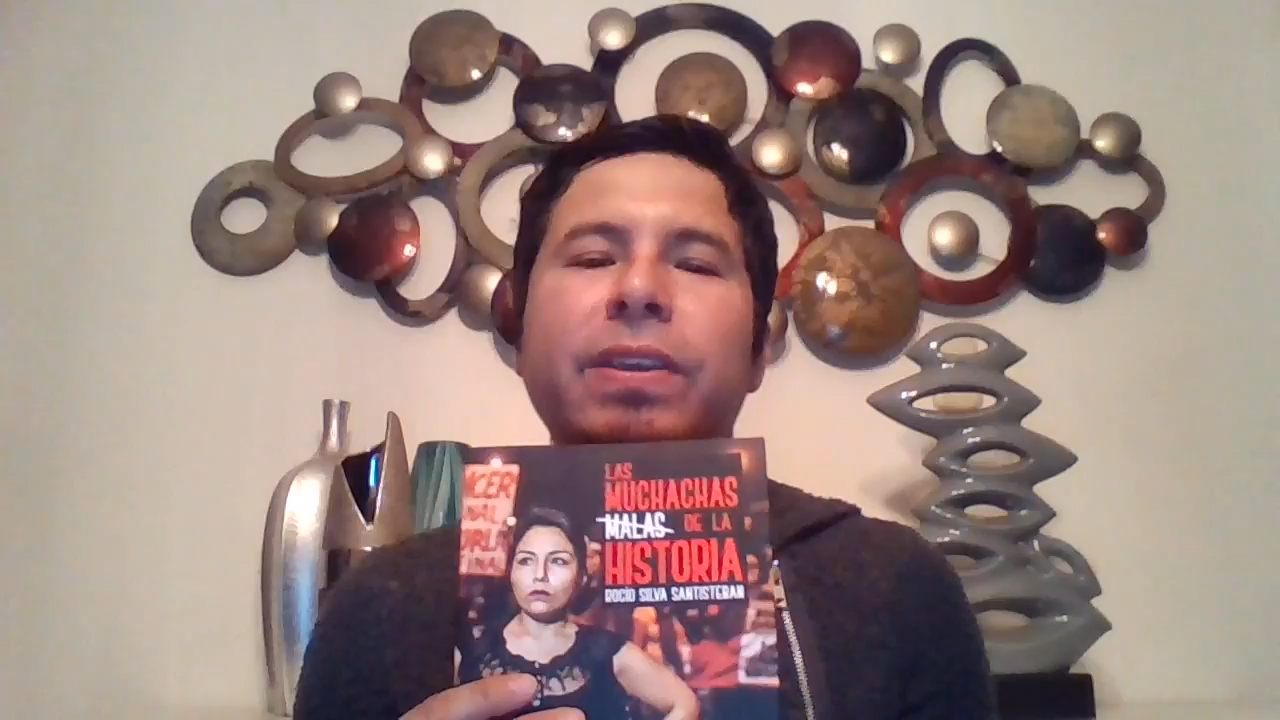 LAS
MUCHACHAS
MALAS DE LA
HISTORIA
ROCÍO SILVA SANTISTEBAN